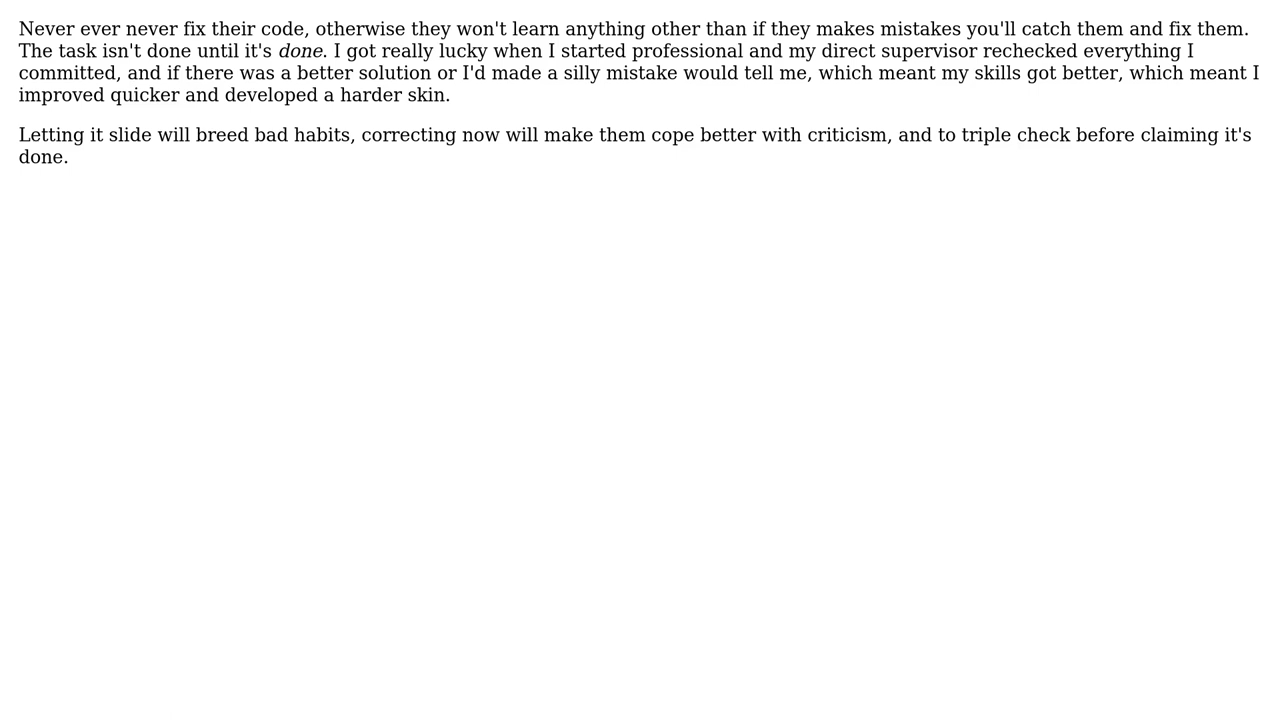 Never ever never fix their code, otherwise they won't learn anything other than if they makes mistakes you'll catch them and fix them.
The task isn't done until it's done. I got really lucky when I started professional and my direct supervisor rechecked everything I
committed, and if there was a better solution or I'd made a silly mistake would tell me, which meant my skills got better, which meant I
improved quicker and developed a harder skin.
Letting it slide will breed bad habits, correcting now will make them cope better with criticism, and to triple check before claiming it's
done.